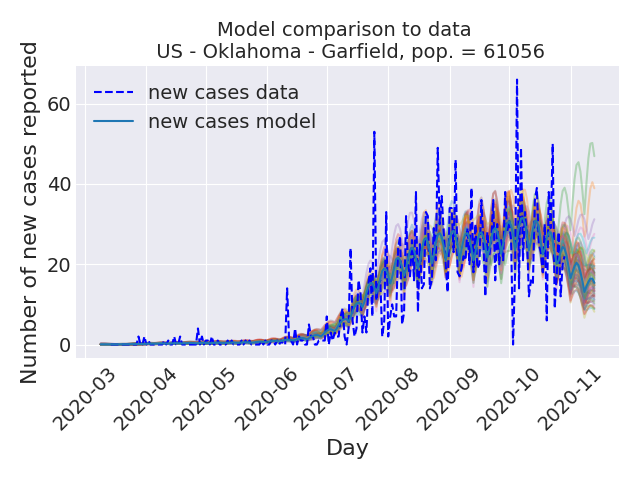 Model comparison to data
US - Oklahoma - Garfield, pop. = 61056
Number of new cases reported
60
40
20
0
new cases data
new cases model
2020-03
2020-04
2020-05
2020-06
2020-07
2020-08
2020-09
2020-10
2020-11
Day